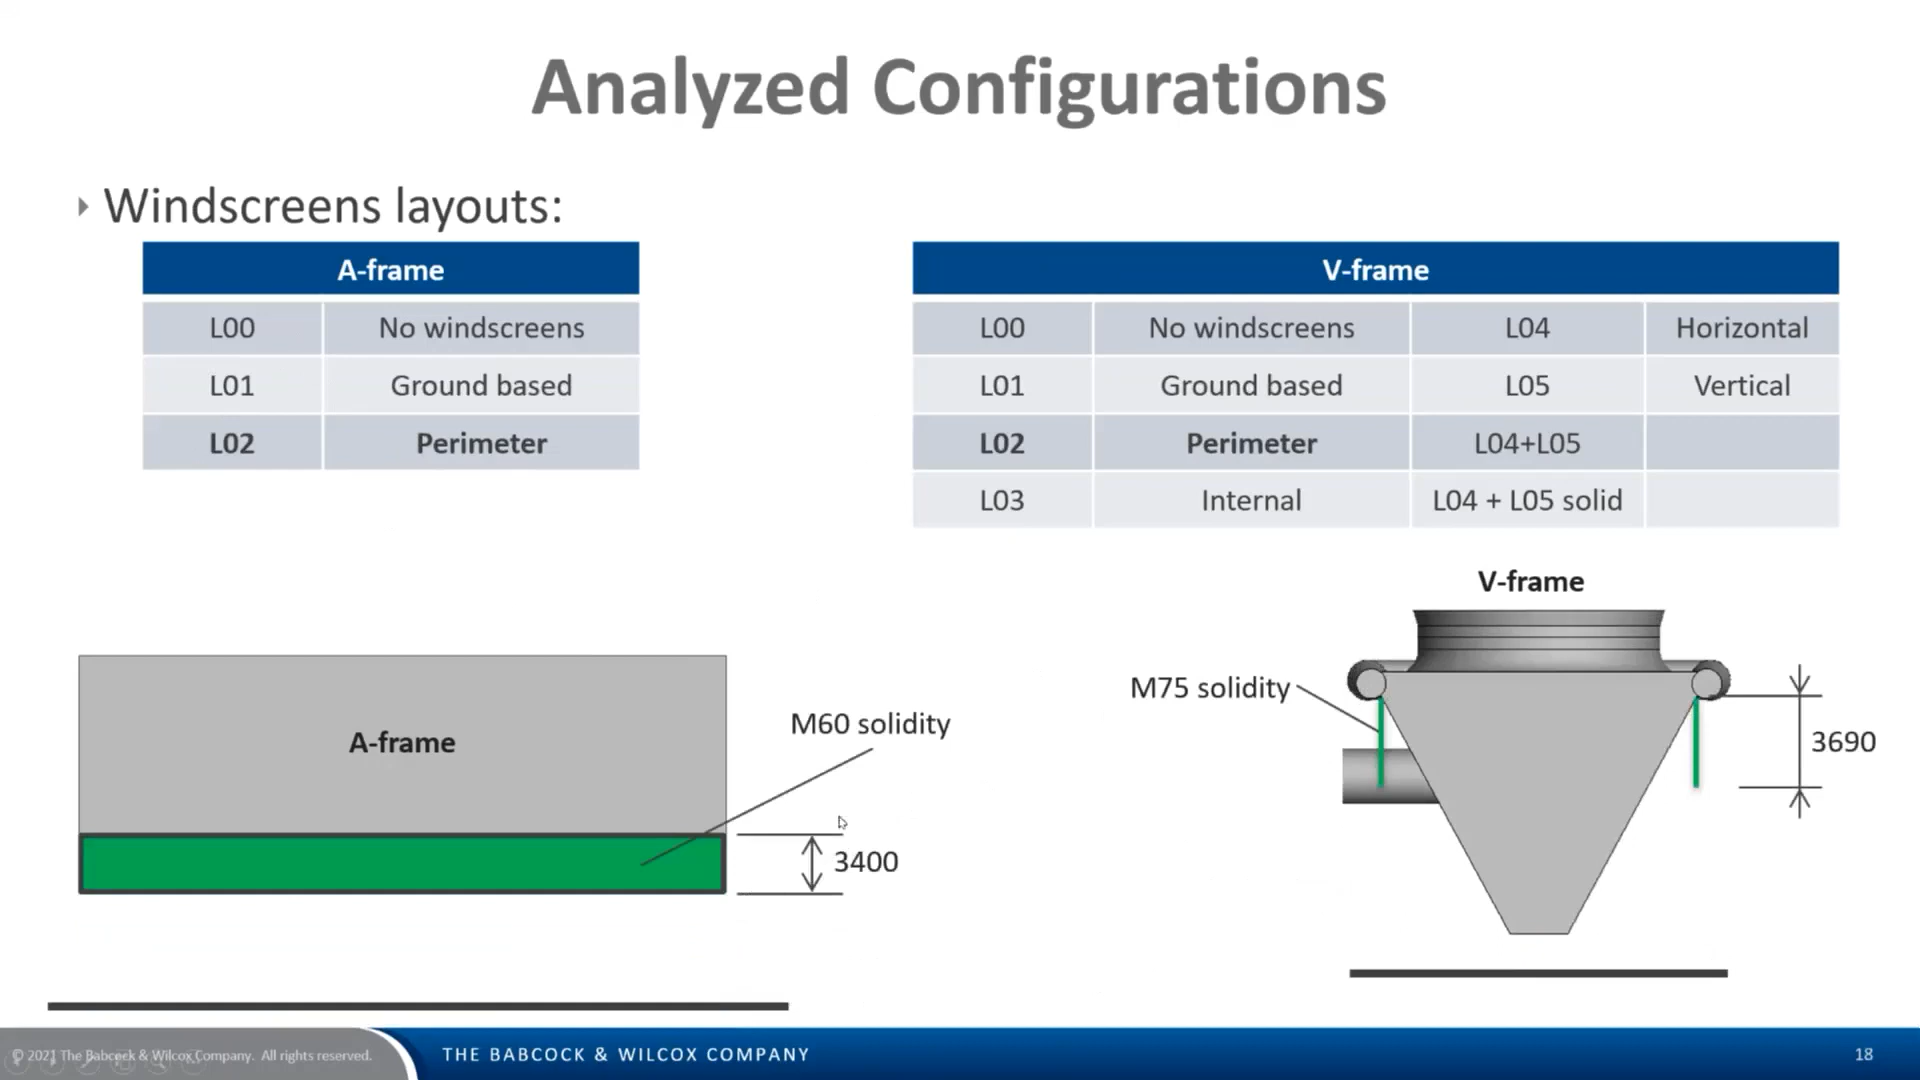 Analyzed Configurations
Windscreens layouts:
A-frame
L00 No windscreens
L01 Ground based
L02 Perimeter
V-frame
L00 No windscreens L04 Horizontal
L01 Ground based L05 Vertical
L02 Perimeter L04+L05
L03 Internal L04 + L05 solid
A-frame
M60 solidity
3400
V-frame
M75 solidity
3690
© 2021 The Babcock & Wilcox Company. All rights reserved.
THE BABCOCK & WILCOX COMPANY
18